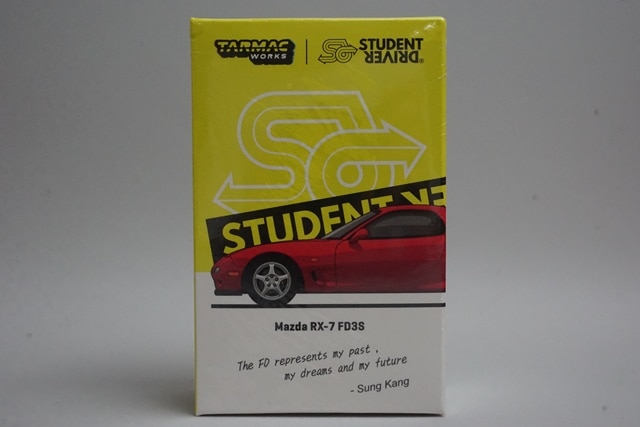 TARMAC
WORKS
STUDENT
DRIVER®
STUDENT
Mazda RX-7 FD3S
The FD represents my past,
my dreams and my future
- Sung Kang